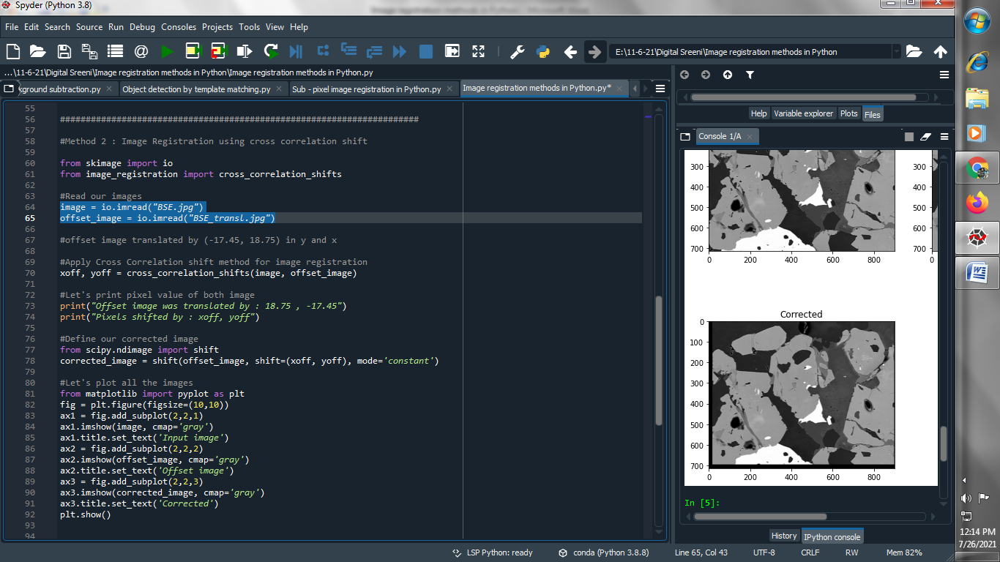 Spyder (Python 3.8)
File Edit Search Source Run Debug Consoles Projects Tools View Help
E:\11-6-21\Digital Sreeni\Image registration methods in Python
...\11-6-21\Digital Sreeni\Image registration methods in Python\Image registration methods in Python.py
kground subtraction.py Object detection by template matching.py Sub - pixel image registration in Python.py Image registration methods in Python.py*
55
56 ######################################################################
57
58 #Method 2 : Image Registration using cross correlation shift
59
60 from skimage import io
61 from image_registration import cross_correlation_shifts
62
63 #Read our images
64 image = io.imread("BSE.jpg")
65 offset_image = io.imread("BSE_transl.jpg")
66
67 #offset image translated by (-17.45, 18.75) in y and x
68
69 #Apply Cross Correlation shift method for image registration
70 xoff, yoff = cross_correlation_shifts(image, offset_image)
71
72 #Let's print pixel value of both image
73 print("Offset image was translated by : 18.75 , -17.45")
74 print("Pixels shifted by : xoff, yoff")
75
76 #Define our corrected image
77 from scipy.ndimage import shift
78 corrected_image = shift(offset_image, shift=(xoff, yoff), mode='constant')
79
80 #Let's plot all the images
81 from matplotlib import pyplot as plt
82 fig = plt.figure(figsize=(10,10))
83 ax1 = fig.add_subplot(2,2,1)
84 ax1.imshow(image, cmap='gray')
85 ax1.title.set_text('Input image')
86 ax2 = fig.add_subplot(2,2,2)
87 ax2.imshow(offset_image, cmap='gray')
88 ax2.title.set_text('Offset image')
89 ax3 = fig.add_subplot(2,2,3)
90 ax3.imshow(corrected_image, cmap='gray')
91 ax3.title.set_text('Corrected')
92 plt.show()
93
94
Help Variable explorer Plots Files
Console 1/A
300 300
400 400
500 500
600 600
700 700
0 200 400 600 800 0
Corrected
0
100
200
300
400
500
600
700
0 200 400 600 800
In [5]:
History IPython console
LSP Python: ready conda (Python 3.8.8) Line 65, Col 43 UTF-8 CRLF RW Mem 82%
12:14 PM
7/26/2021